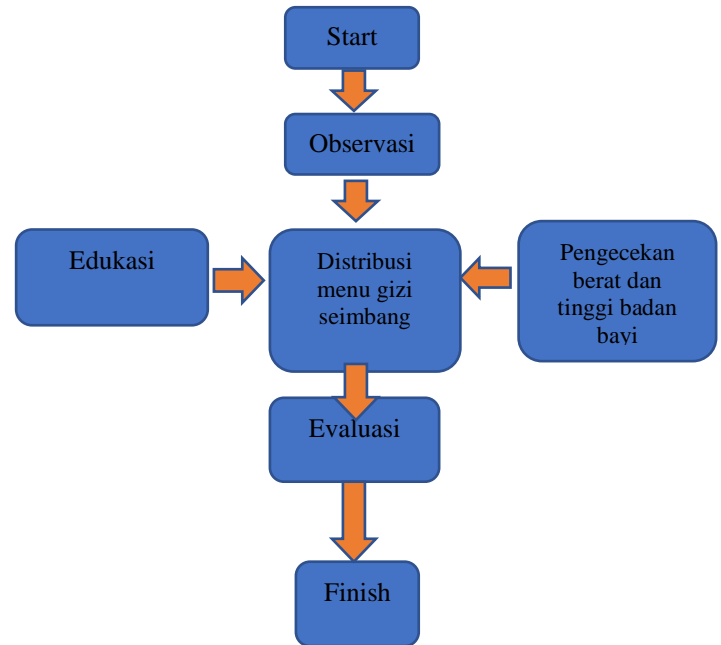 Start
Observasi
Edukasi
Distribusi
menu gizi
seimbang
Pengecekan
berat dan
tinggi badan
bayi
Evaluasi
Finish